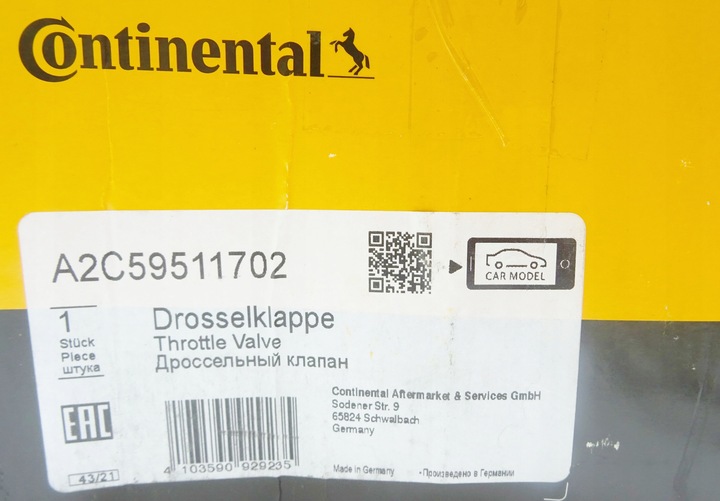 Continental
A2C59511702
CAR MODEL
1
Stück
Piece
штука
Drosselklappe
Throttle Valve
Дроссельный клапан
EAC
43/21
4 103590 929235
Continental Aftermarket & Services GmbH
Sodener Str. 9
65824 Schwalbach
Germany
Made in Germany
•Произведено в Германии